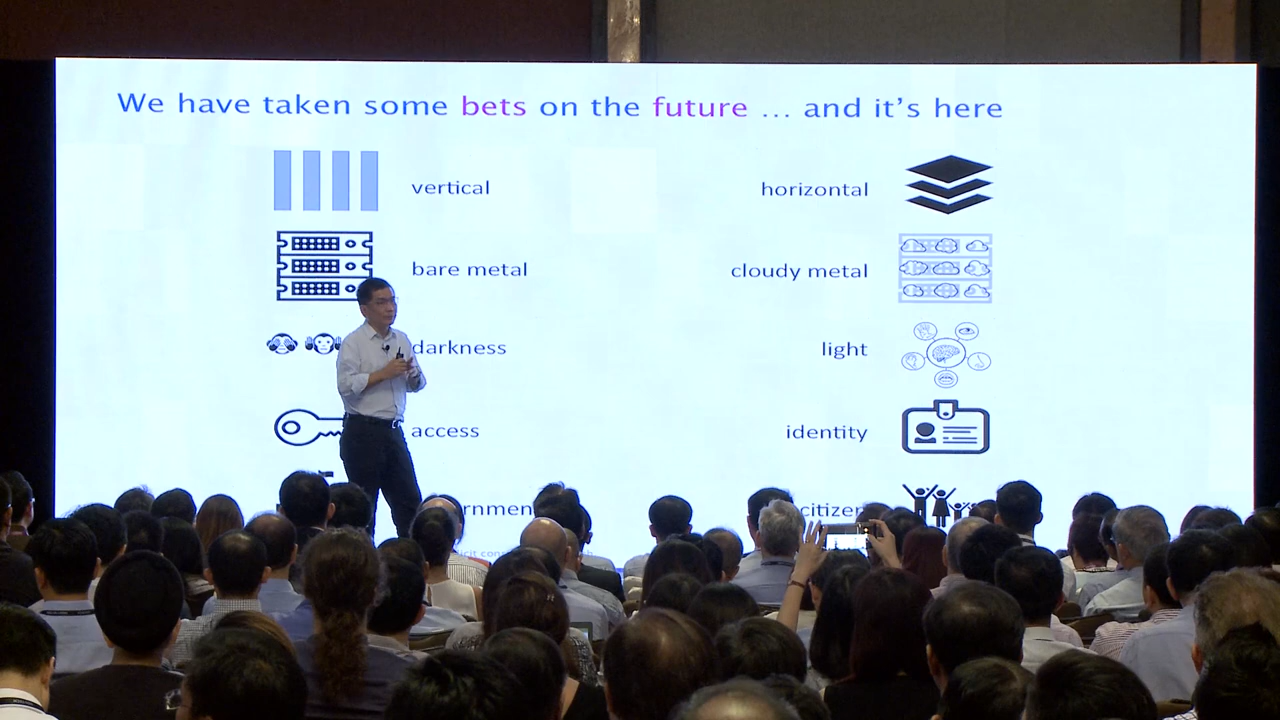 We have taken some bets on the future ... and it's here
vertical horizontal
bare metal cloudy metal
darkness light
access identity